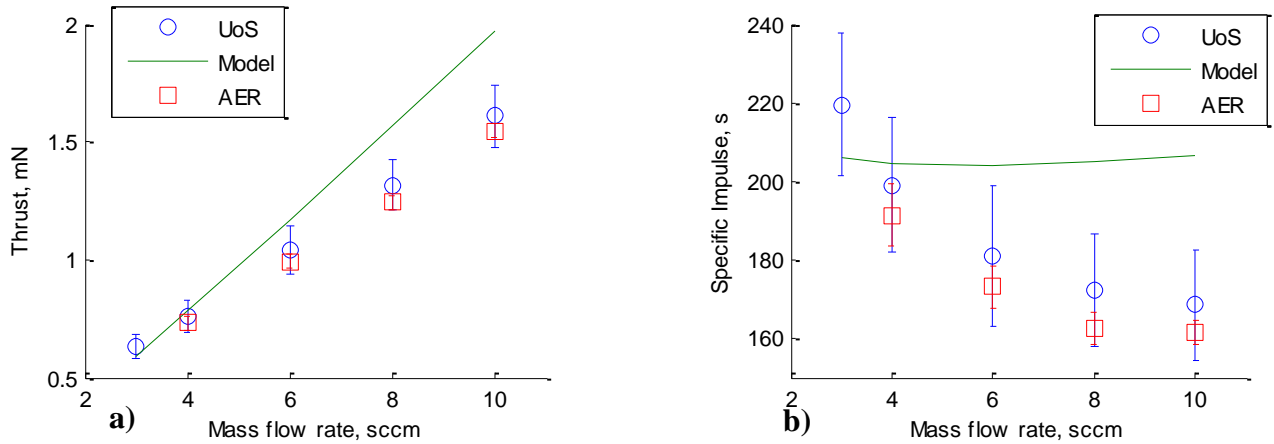 2
1.5
1
0.5
Thrust, mN
UoS
Model
AER
2
4
6
8
10
Mass flow rate, sccm
a)
240
220
200
180
160
Specific Impulse, s
UoS
Model
AER
2
4
6
8
10
Mass flow rate, sccm
b)